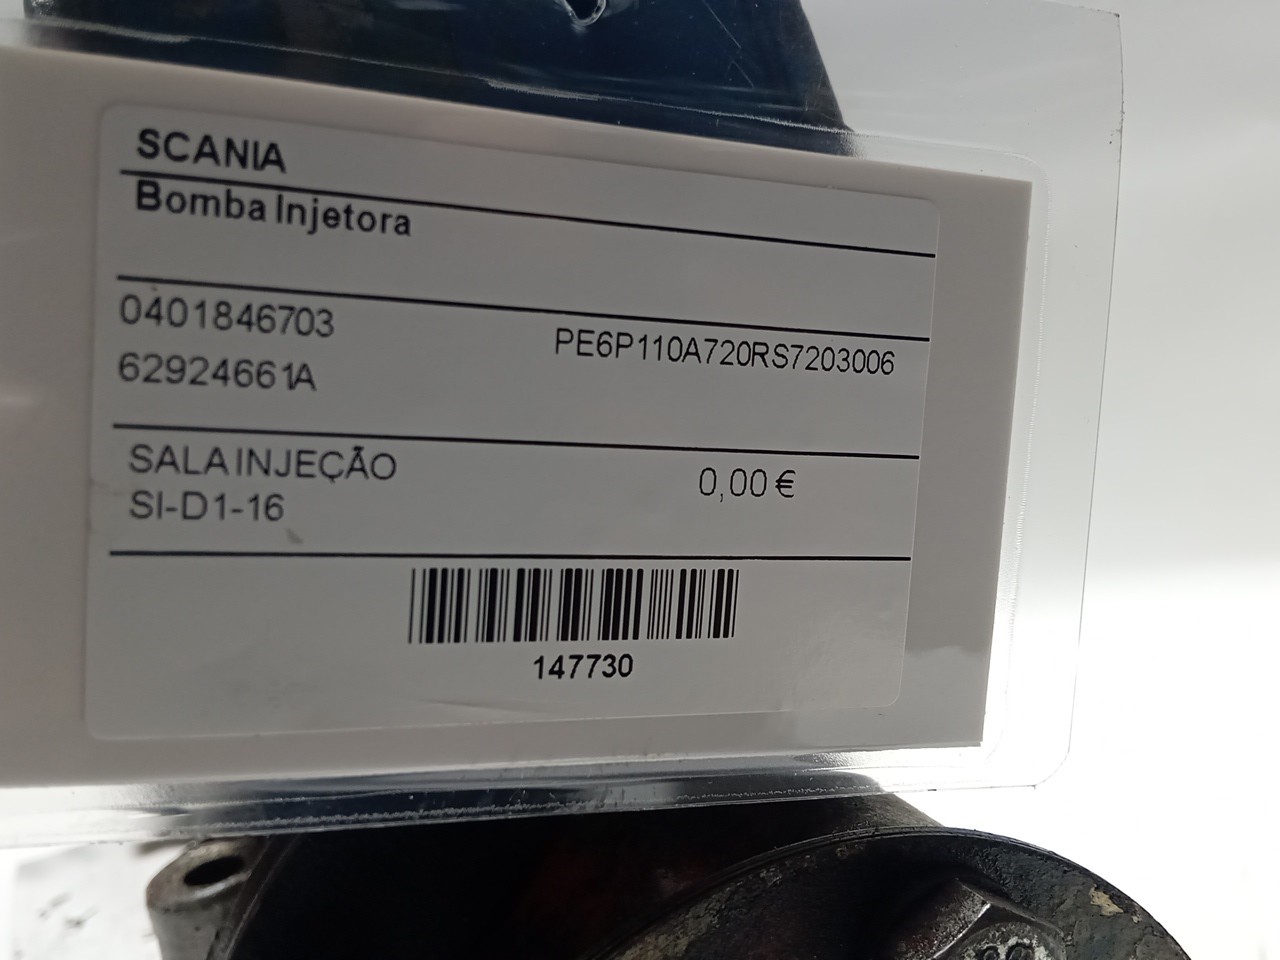 SCANIA
Bomba Injetora
0401846703
PE6P110A720RS7203006
62924661A
SALA INJEÇÃO
0,00 €
SI-D1-16
147730